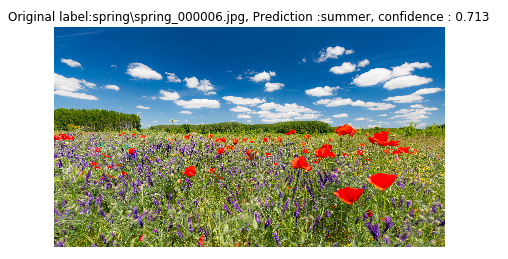 Original label:spring\spring_000006.jpg, Prediction :summer, confidence : 0.713